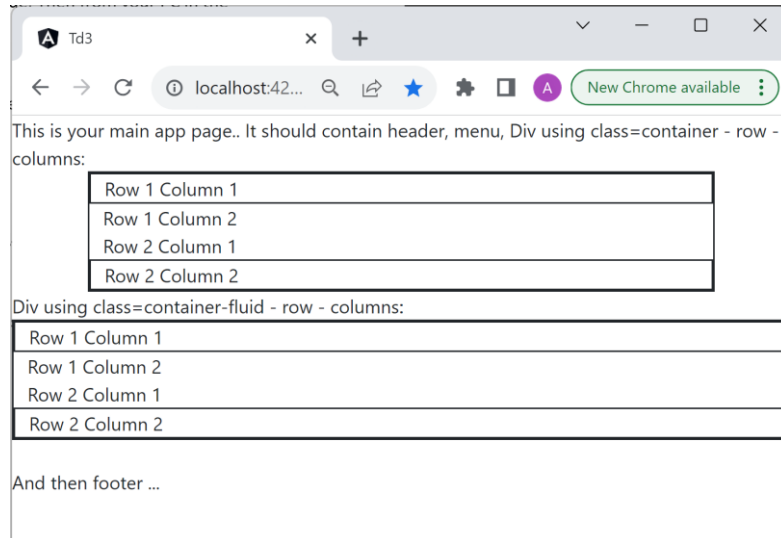 Td3
localhost:42...
A
New Chrome available
This is your main app page.. It should contain header, menu, Div using class=container - row -
columns:
Row 1 Column 1
Row 1 Column 2
Row 2 Column 1
Row 2 Column 2
Div using class=container-fluid - row - columns:
Row 1 Column 1
Row 1 Column 2
Row 2 Column 1
Row 2 Column 2
And then footer ...